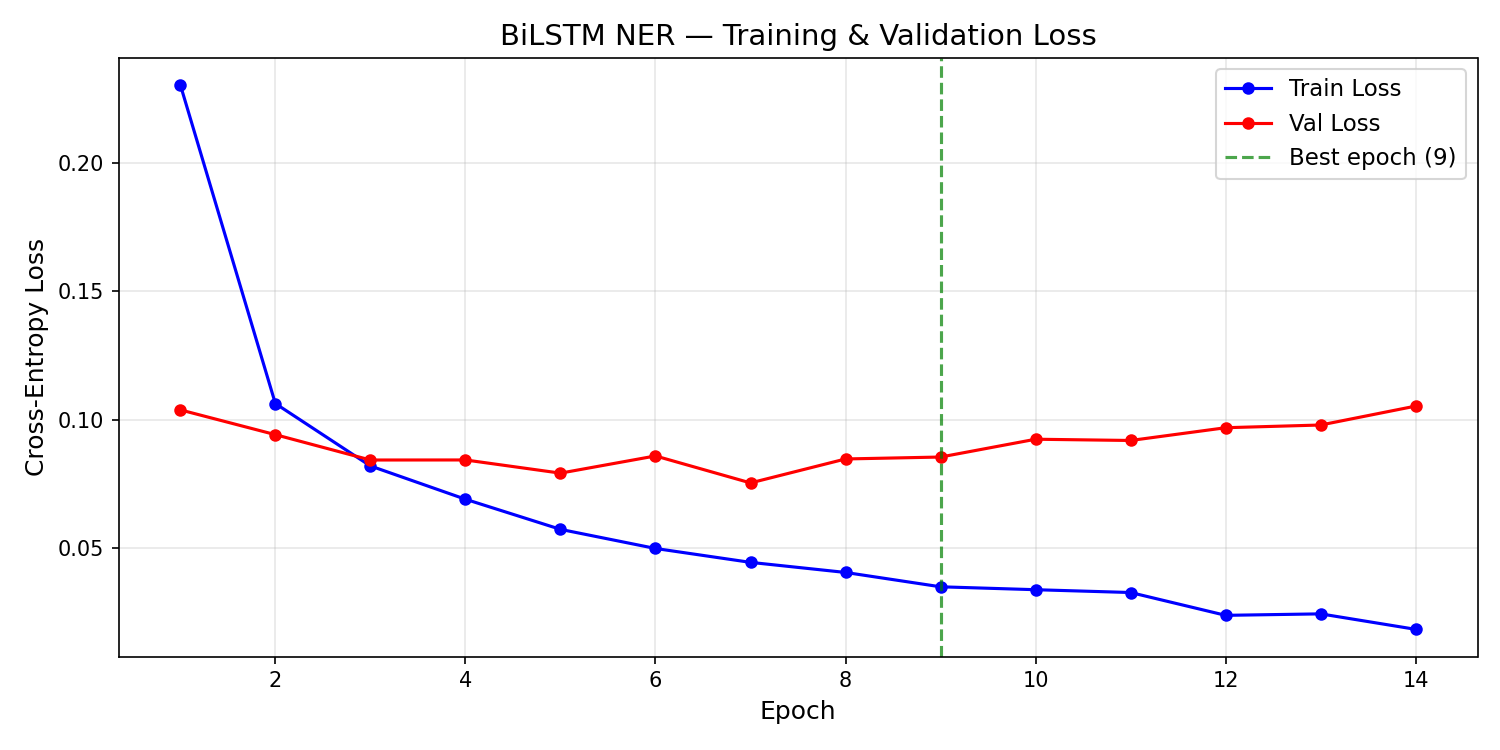 BiLSTM NER — Training & Validation Loss
Train Loss
Val Loss
Best epoch (9)
Cross-Entropy Loss
0.20
0.15
0.10
0.05
2 4 6 8 10 12 14
Epoch